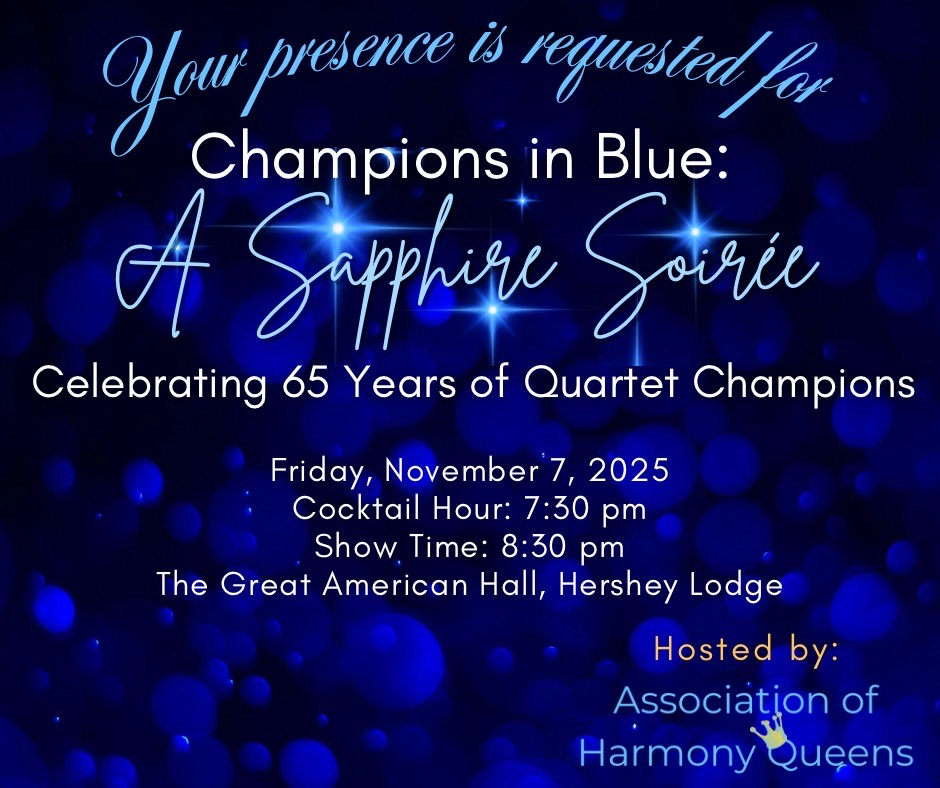 Your presence is requested for
Champions in Blue:
A Sapphire Soirée
Celebrating 65 Years of Quartet Champions
Friday, November 7, 2025
Cocktail Hour: 7:30 pm
Show Time: 8:30 pm
The Great American Hall, Hershey Lodge
Hosted by:
Association of
Harmony Queens